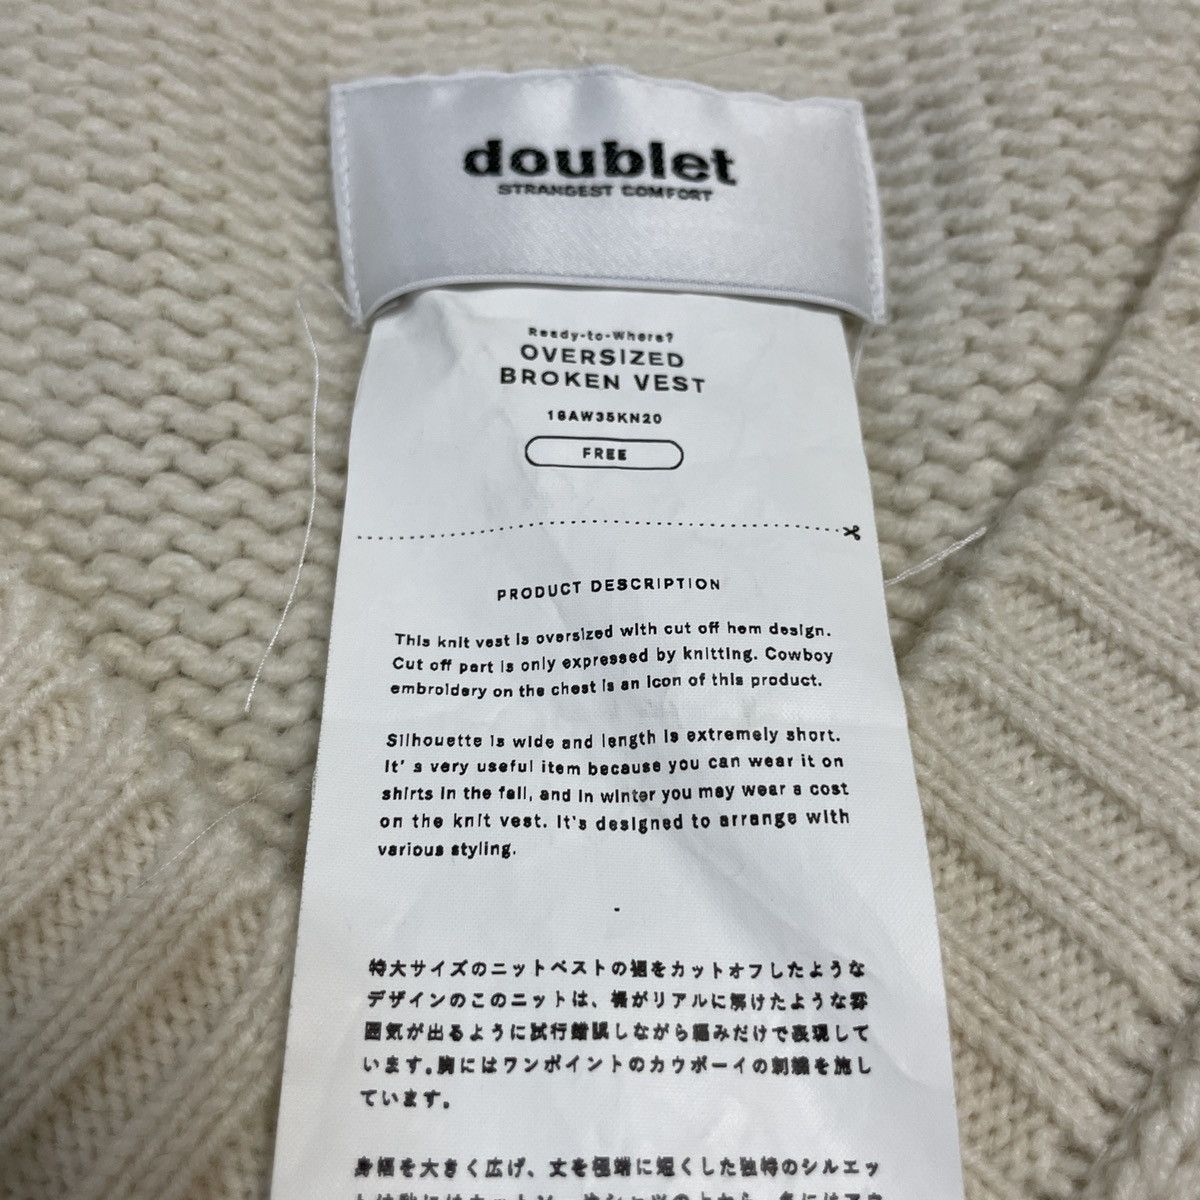 doublet
STRANGEST COMFORT
Ready-to-Where?
OVERSIZED
BROKEN VEST
18AW35KN20
FREE
PRODUCT DESCRIPTION
This knit vest is oversized with cut off hem design.
Cut off part is only expressed by knitting. Cowboy
embroidery on the chest is an icon of this product.
Silhouette is wide and length is extremely short.
It's a very useful item because you can wear it on
shirts in the fall, and in winter you may wear a cost
on the knit vest. It's designed to arrange with
various styling.
-
特大サイズのニットベストの裾をカットオフしたような
デザインのこのニットは、裾がリアルに解けたような雰
囲気が出るように試行錯誤しながら編みだけで表現して
います。胸にはワンポイントのカウボーイの刺繍を施し
ています。
身幅を大きく広げ、丈を極端に短くした独特のシルエッ